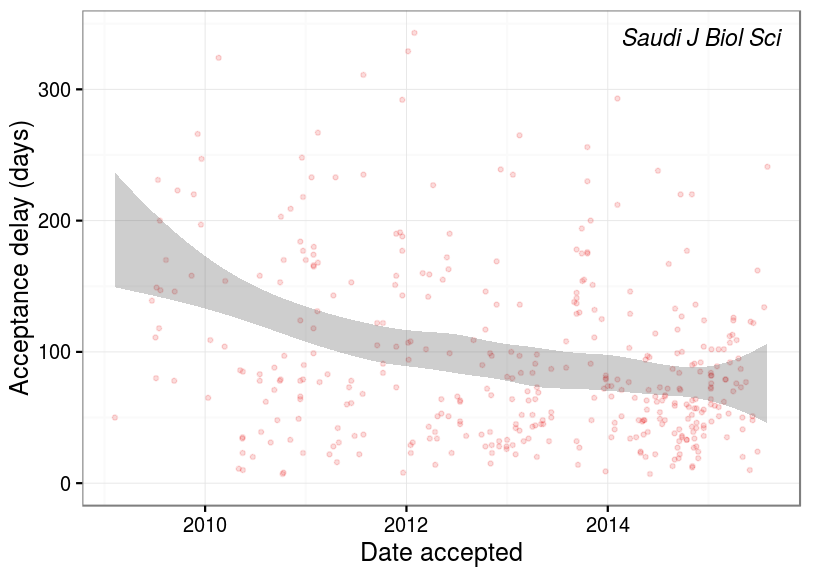 Saudi J Biol Sci
Acceptance delay (days)
300
200
100
0
2010 2012 2014
Date accepted